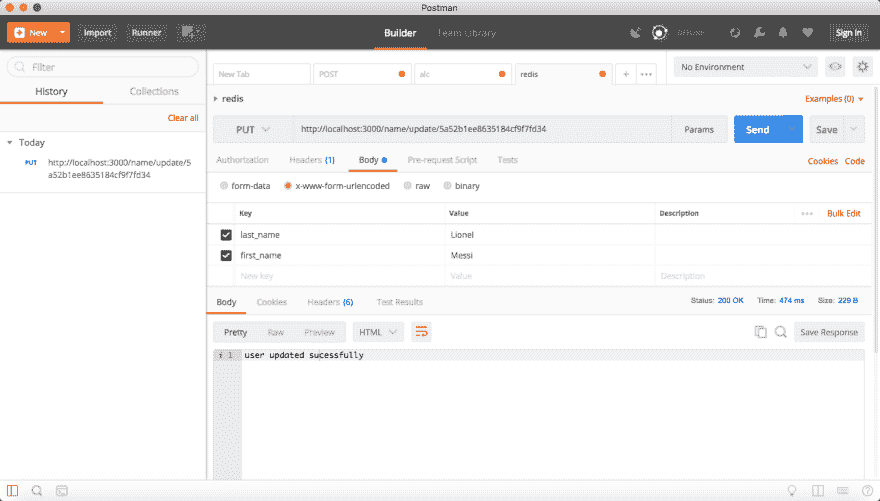 Postman
New Import Runner Builder Team Library Sign In
Filter
History Collections
Clear all
Today
PUT http://localhost:3000/name/update/5
a52b1ee8635184cf9f7fd34
New Tab POST alc redis + ••• No Environment
redis Examples (0)
PUT http://localhost:3000/name/update/5a52b1ee8635184cf9f7fd34 Params Send Save
Authorization Headers (1) Body Pre-request Script Tests Cookies Code
form-data x-www-form-urlencoded raw binary
Key Value Description ••• Bulk Edit
last_name Lionel
first_name Messi
New key Value Description
Body Cookies Headers (6) Test Results Status: 200 OK Time: 474 ms Size: 229 B
Pretty Raw Preview HTML Save Response
i 1 user updated sucessfully